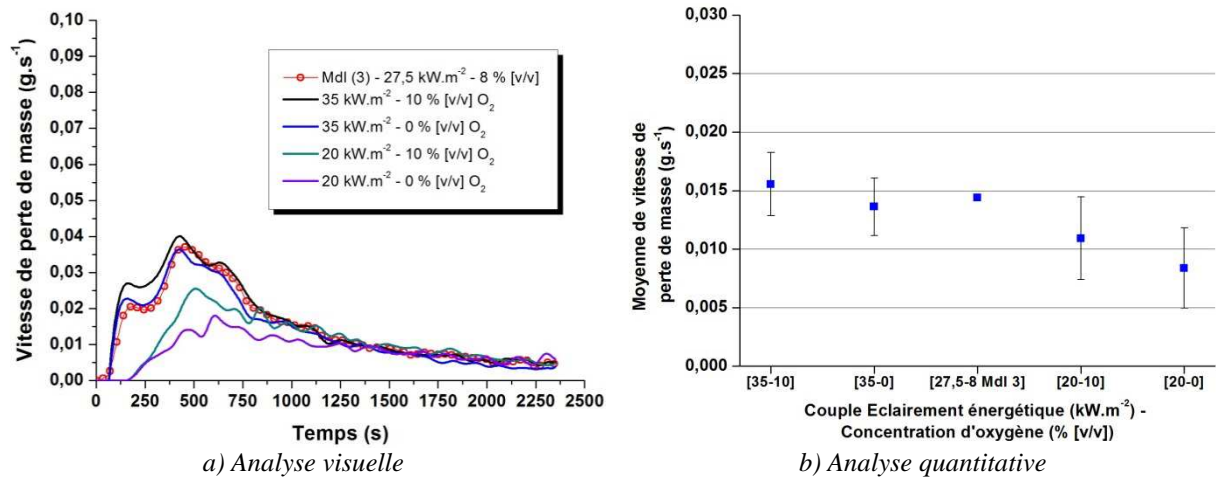 0,10
0,09
0,08
0,07
0,06
0,05
0,04
0,03
0,02
0,01
0,00
Vitesse de perte de masse (g.s⁻¹)
Mdl (3) - 27,5 kW.m⁻² - 8 % [v/v]
35 kW.m⁻² - 10 % [v/v] O₂
35 kW.m⁻² - 0 % [v/v] O₂
20 kW.m⁻² - 10 % [v/v] O₂
20 kW.m⁻² - 0 % [v/v] O₂
0 250 500 750 1000 1250 1500 1750 2000 2250 2500
Temps (s)
a) Analyse visuelle
0,030
0,025
0,020
0,015
0,010
0,005
0,000
Moyenne de vitesse de
perte de masse (g.s⁻¹)
[35-10] [35-0] [27,5-8 Mdl 3] [20-10] [20-0]
Couple Eclairement énergétique (kW.m⁻²) -
Concentration d'oxygène (% [v/v])
b) Analyse quantitative